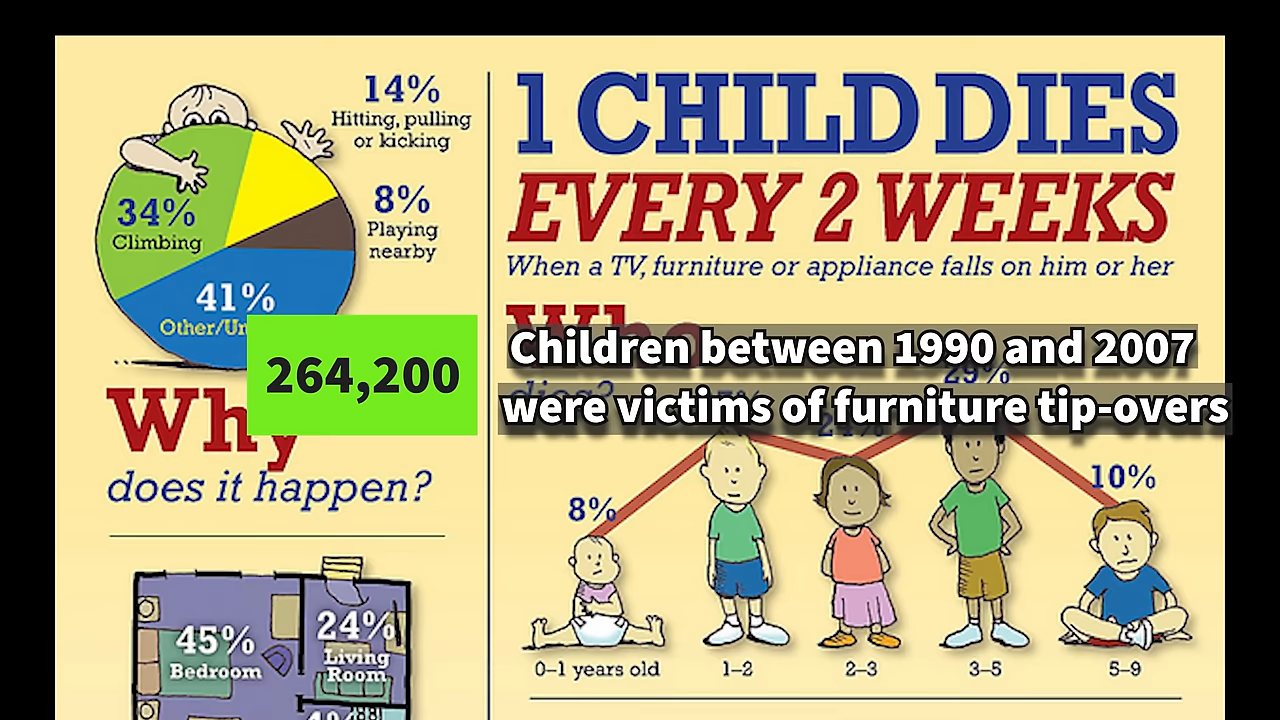 14%
Hitting, pulling
or kicking
8%
Playing
nearby
34%
Climbing
41%
264,200
Why
does it happen?
45%
Bedroom
24%
Living
Room
1 CHILD DIES
EVERY 2 WEEKS
When a TV, furniture or appliance falls on him or her
Who
Children between 1990 and 2007
dies?
29%
were victims of furniture tip-overs
8%
10%
0–1 years old
1–2
2–3
3–5
5–9